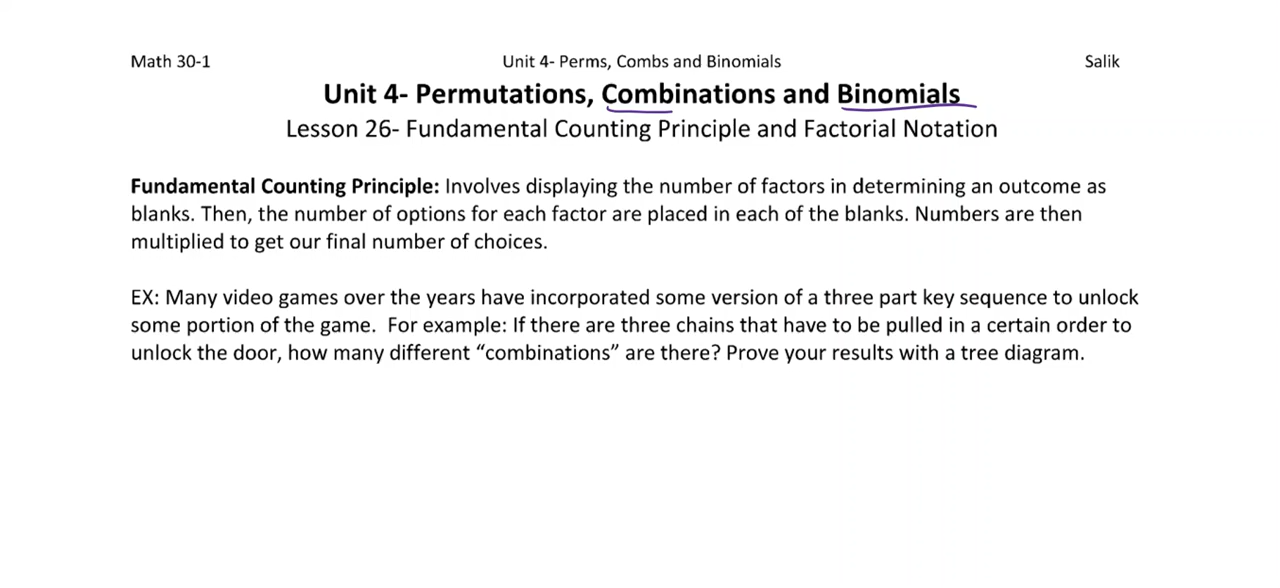 Math 30-1 Unit 4- Perms, Combs and Binomials Salik
Unit 4- Permutations, Combinations and Binomials
Lesson 26- Fundamental Counting Principle and Factorial Notation
Fundamental Counting Principle: Involves displaying the number of factors in determining an outcome as
blanks. Then, the number of options for each factor are placed in each of the blanks. Numbers are then
multiplied to get our final number of choices.
EX: Many video games over the years have incorporated some version of a three part key sequence to unlock
some portion of the game. For example: If there are three chains that have to be pulled in a certain order to
unlock the door, how many different “combinations” are there? Prove your results with a tree diagram.